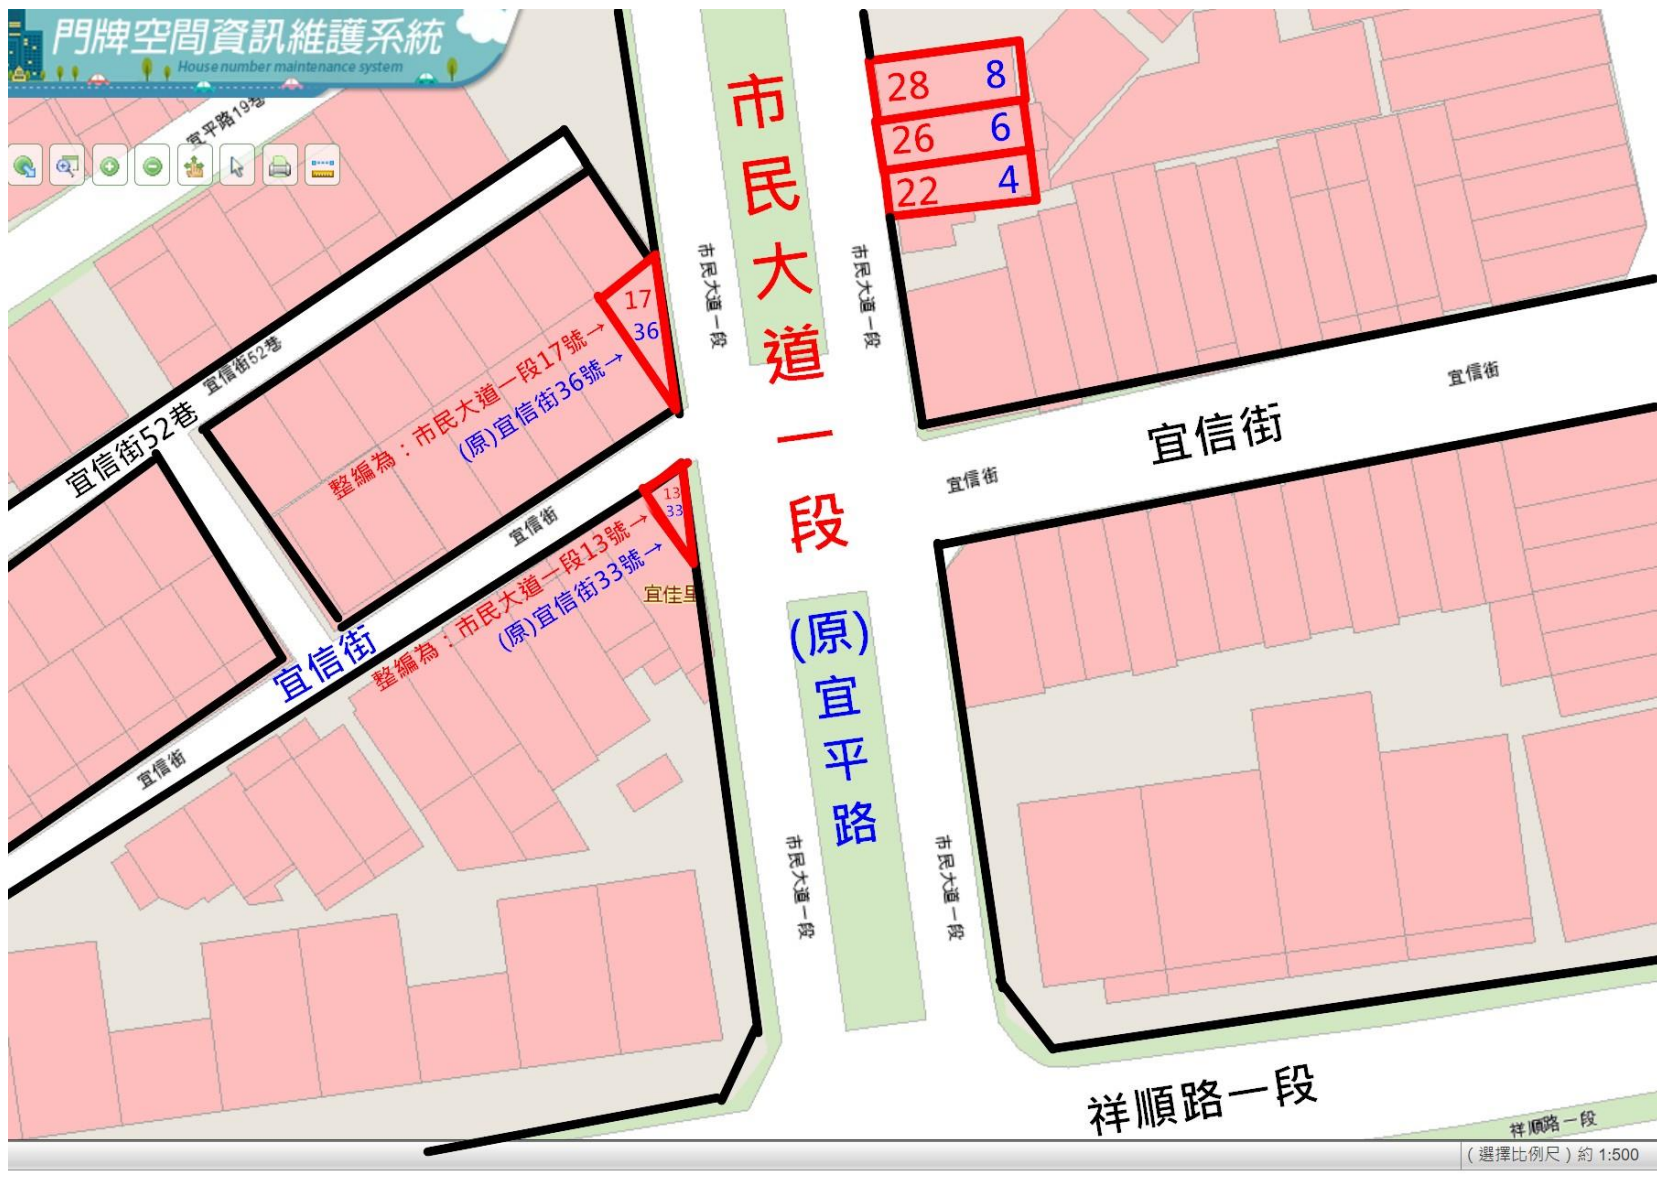 門牌空間資訊維護系統
House number maintenance system
宜平路19巷
28 8
26 6
22 4
市民大道一段
(原)宜平路
市民大道一段
市民大道一段
17
36
整編為：市民大道一段17號→
(原)宜信街36號→
宜信街52巷
宜信街52巷
宜信街
宜信街
宜信街
宜信街
13
33
整編為：市民大道一段13號→
(原)宜信街33號→
宜佳里
宜信街
宜信街
市民大道一段
市民大道一段
祥順路一段
祥順路一段
(選擇比例尺) 約 1:500